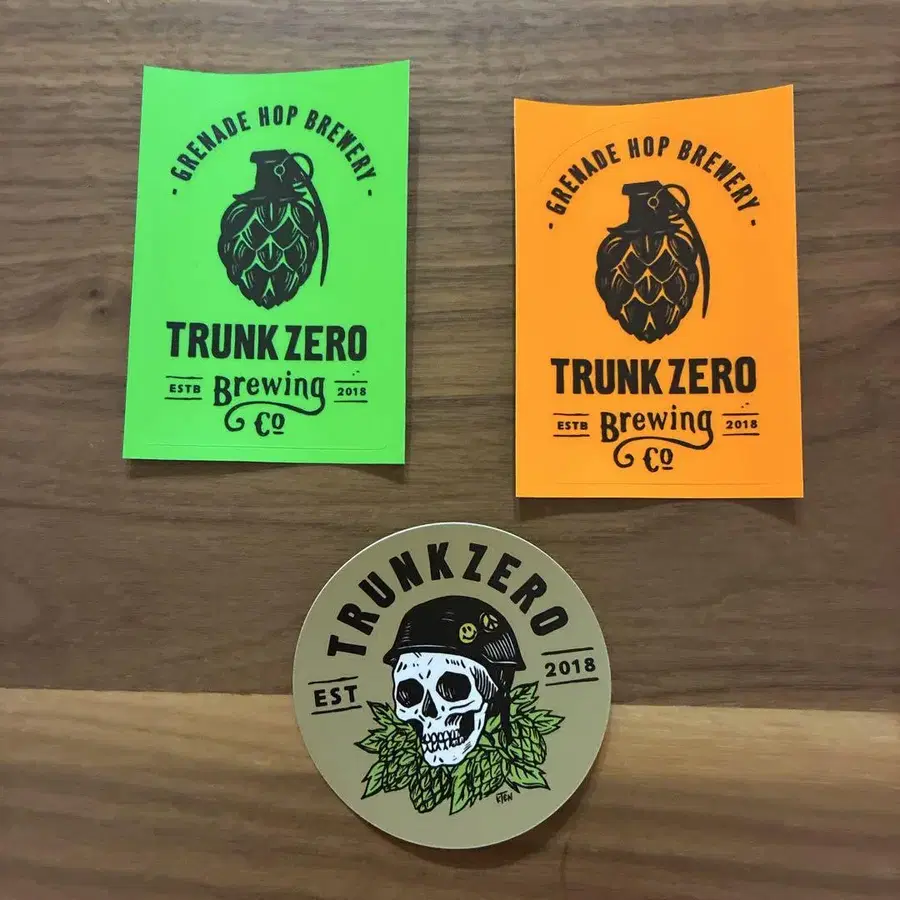 - GRENADE HOP BREWERY -
TRUNK ZERO
ESTB Brewing 2018
Co
- GRENADE HOP BREWERY -
TRUNK ZERO
ESTB Brewing 2018
Co
TRUNK ZERO
EST 2018
ETEN